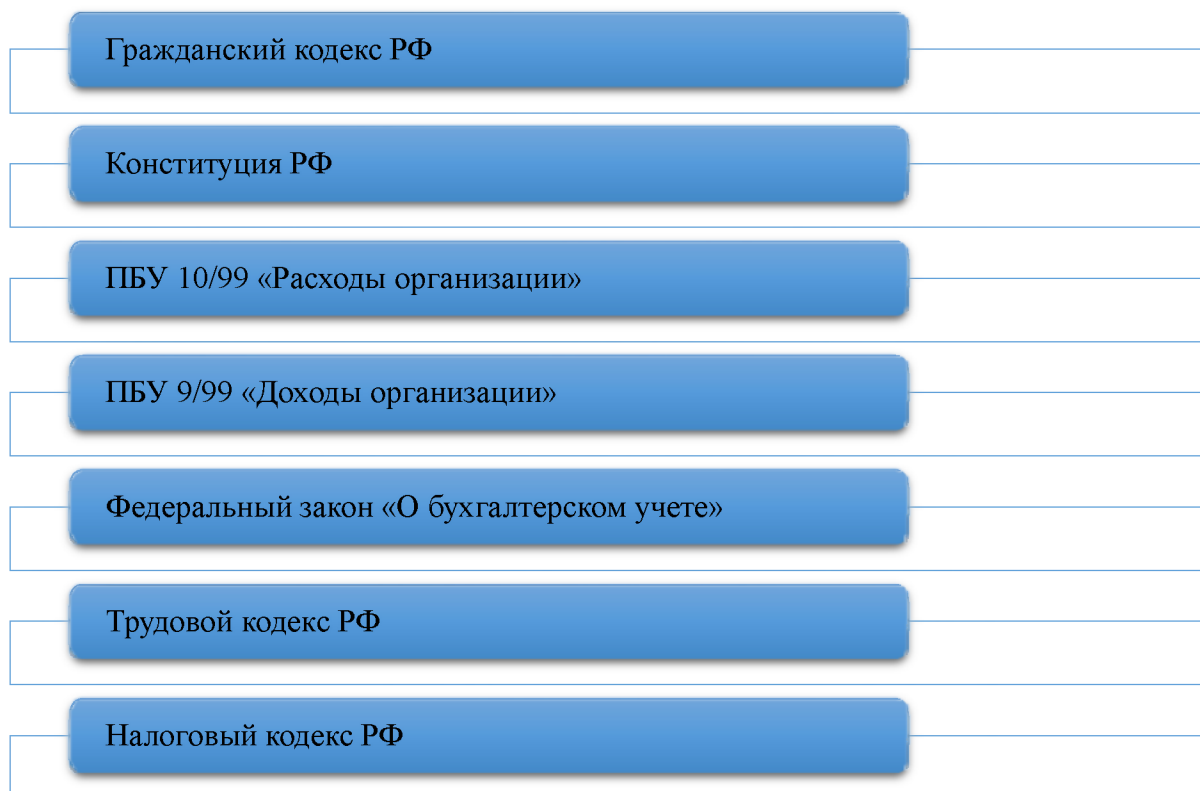 Гражданский кодекс РФ
Конституция РФ
ПБУ 10/99 «Расходы организации»
ПБУ 9/99 «Доходы организации»
Федеральный закон «О бухгалтерском учете»
Трудовой кодекс РФ
Налоговый кодекс РФ